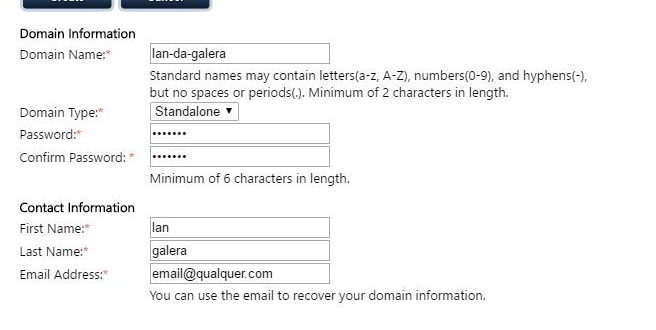 Domain Information
Domain Name:* lan-da-galera
Standard names may contain letters(a-z, A-Z), numbers(0-9), and hyphens(-),
but no spaces or periods(.). Minimum of 2 characters in length.
Domain Type:* Standalone ▼
Password:* •••••••
Confirm Password: * •••••••
Minimum of 6 characters in length.
Contact Information
First Name:* lan
Last Name:* galera
Email Address:* email@qualquer.com
You can use the email to recover your domain information.